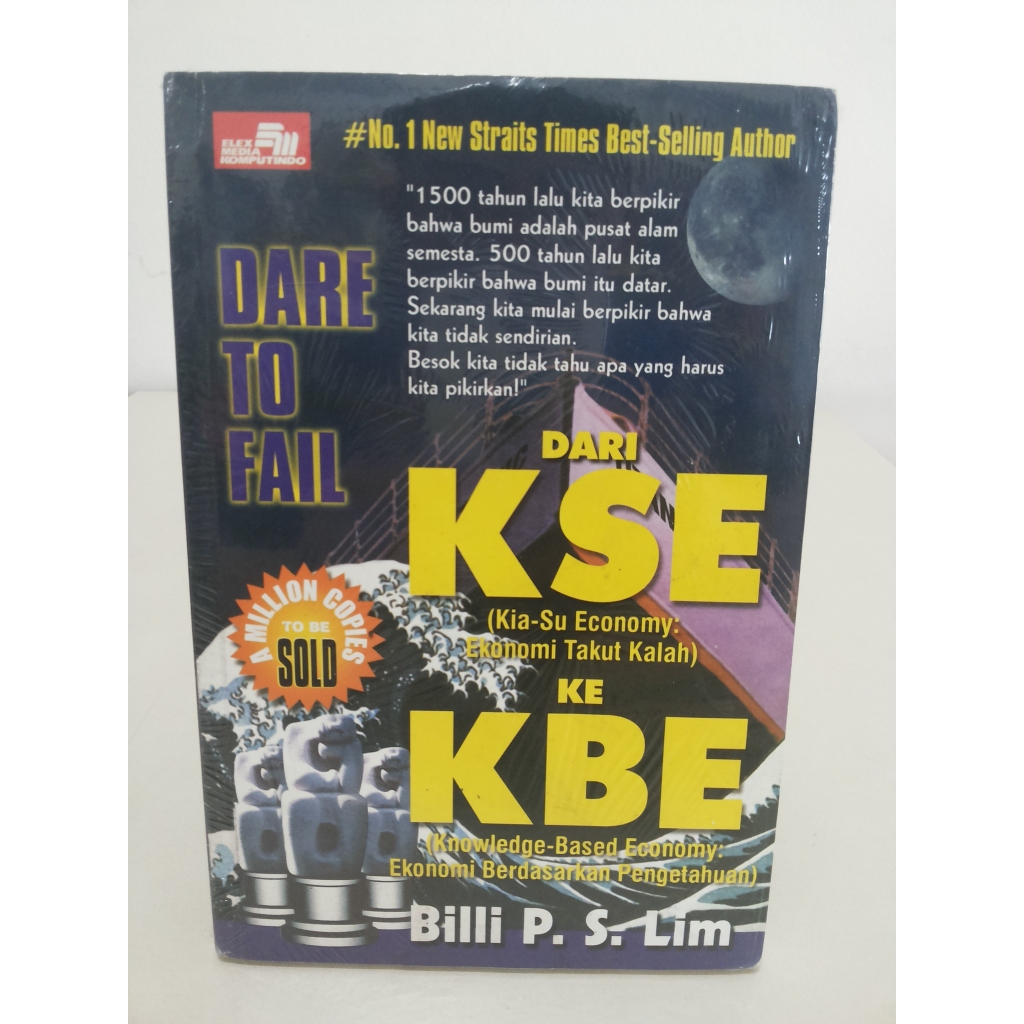 ELEX
MEDIA
KOMPUTINDO
#No. 1 New Straits Times Best-Selling Author
"1500 tahun lalu kita berpikir
bahwa bumi adalah pusat alam
semesta. 500 tahun lalu kita
berpikir bahwa bumi itu datar.
Sekarang kita mulai berpikir bahwa
kita tidak sendirian.
Besok kita tidak tahu apa yang harus
kita pikirkan!"
DARE
TO
FAIL
DARI
KSE
(Kia-Su Economy:
Ekonomi Takut Kalah)
A MILLION COPIES
TO BE
SOLD
KE
KBE
(Knowledge-Based Economy:
Ekonomi Berdasarkan Pengetahuan)
Billi P. S. Lim